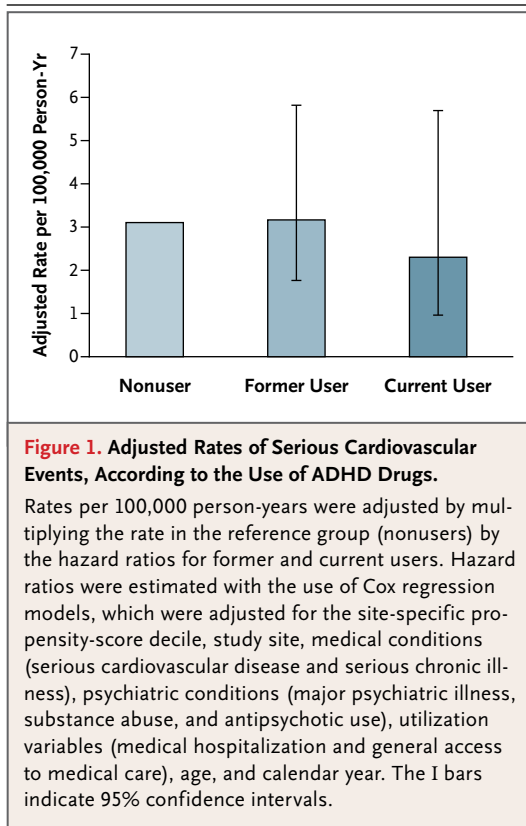 Adjusted Rate per 100,000 Person-Yr
7
6
5
4
3
2
1
0
Nonuser
Former User
Current User
Figure 1. Adjusted Rates of Serious Cardiovascular
Events, According to the Use of ADHD Drugs.
Rates per 100,000 person-years were adjusted by mul-
tiplying the rate in the reference group (nonusers) by
the hazard ratios for former and current users. Hazard
ratios were estimated with the use of Cox regression
models, which were adjusted for the site-specific pro-
pensity-score decile, study site, medical conditions
(serious cardiovascular disease and serious chronic ill-
ness), psychiatric conditions (major psychiatric illness,
substance abuse, and antipsychotic use), utilization
variables (medical hospitalization and general access
to medical care), age, and calendar year. The I bars
indicate 95% confidence intervals.